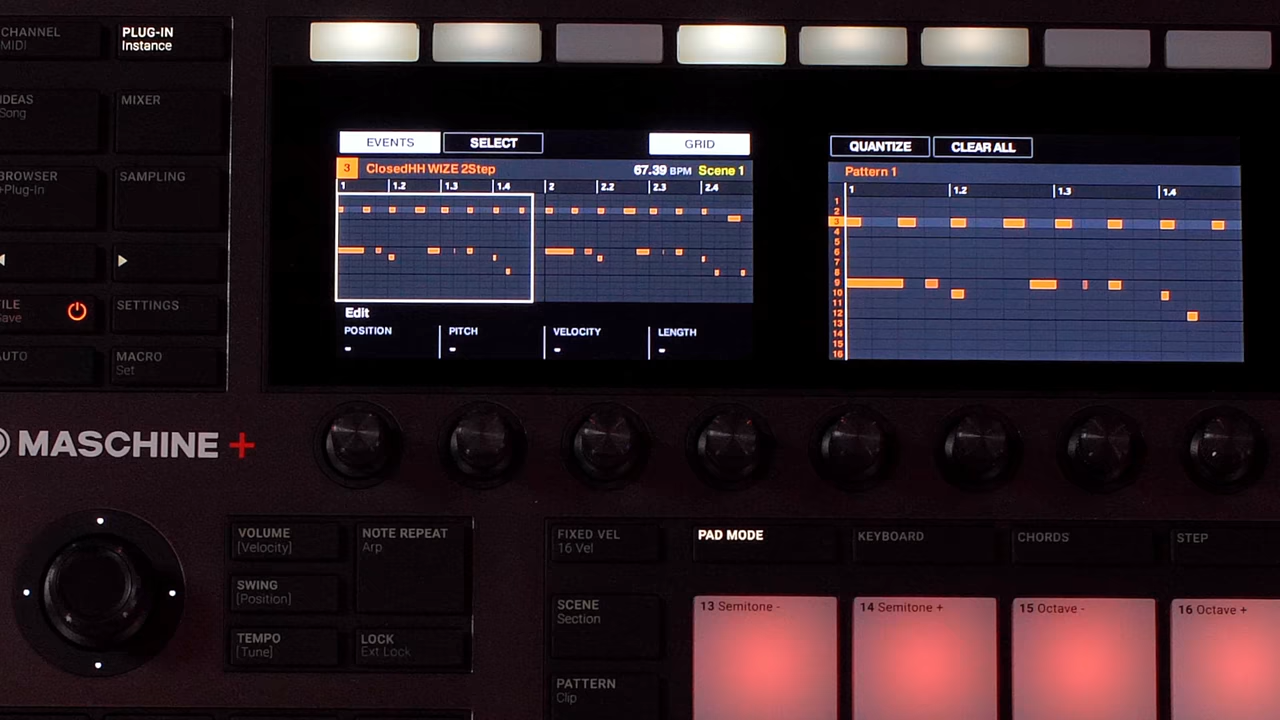 CHANNEL
MIDI
PLUG-IN
Instance
IDEAS
Song
MIXER
BROWSER
+Plug-In
SAMPLING
FILE
Save
SETTINGS
AUTO
MACRO
Set
EVENTS
SELECT
GRID
3 ClosedHH WIZE 2Step 67.39 BPM Scene 1
1 1.2 1.3 1.4 2 2.2 2.3 2.4
Edit
POSITION PITCH VELOCITY LENGTH
- - - -
QUANTIZE
CLEAR ALL
Pattern 1
1 1.2 1.3 1.4
1
2
3
4
5
6
7
8
9
10
11
12
13
14
15
16
MASCHINE +
VOLUME
[Velocity]
NOTE REPEAT
Arp
SWING
[Position]
TEMPO
[Tune]
LOCK
Ext Lock
FIXED VEL
16 Vel
PAD MODE
KEYBOARD
CHORDS
STEP
SCENE
Section
PATTERN
Clip
13 Semitone -
14 Semitone +
15 Octave -
16 Octave +